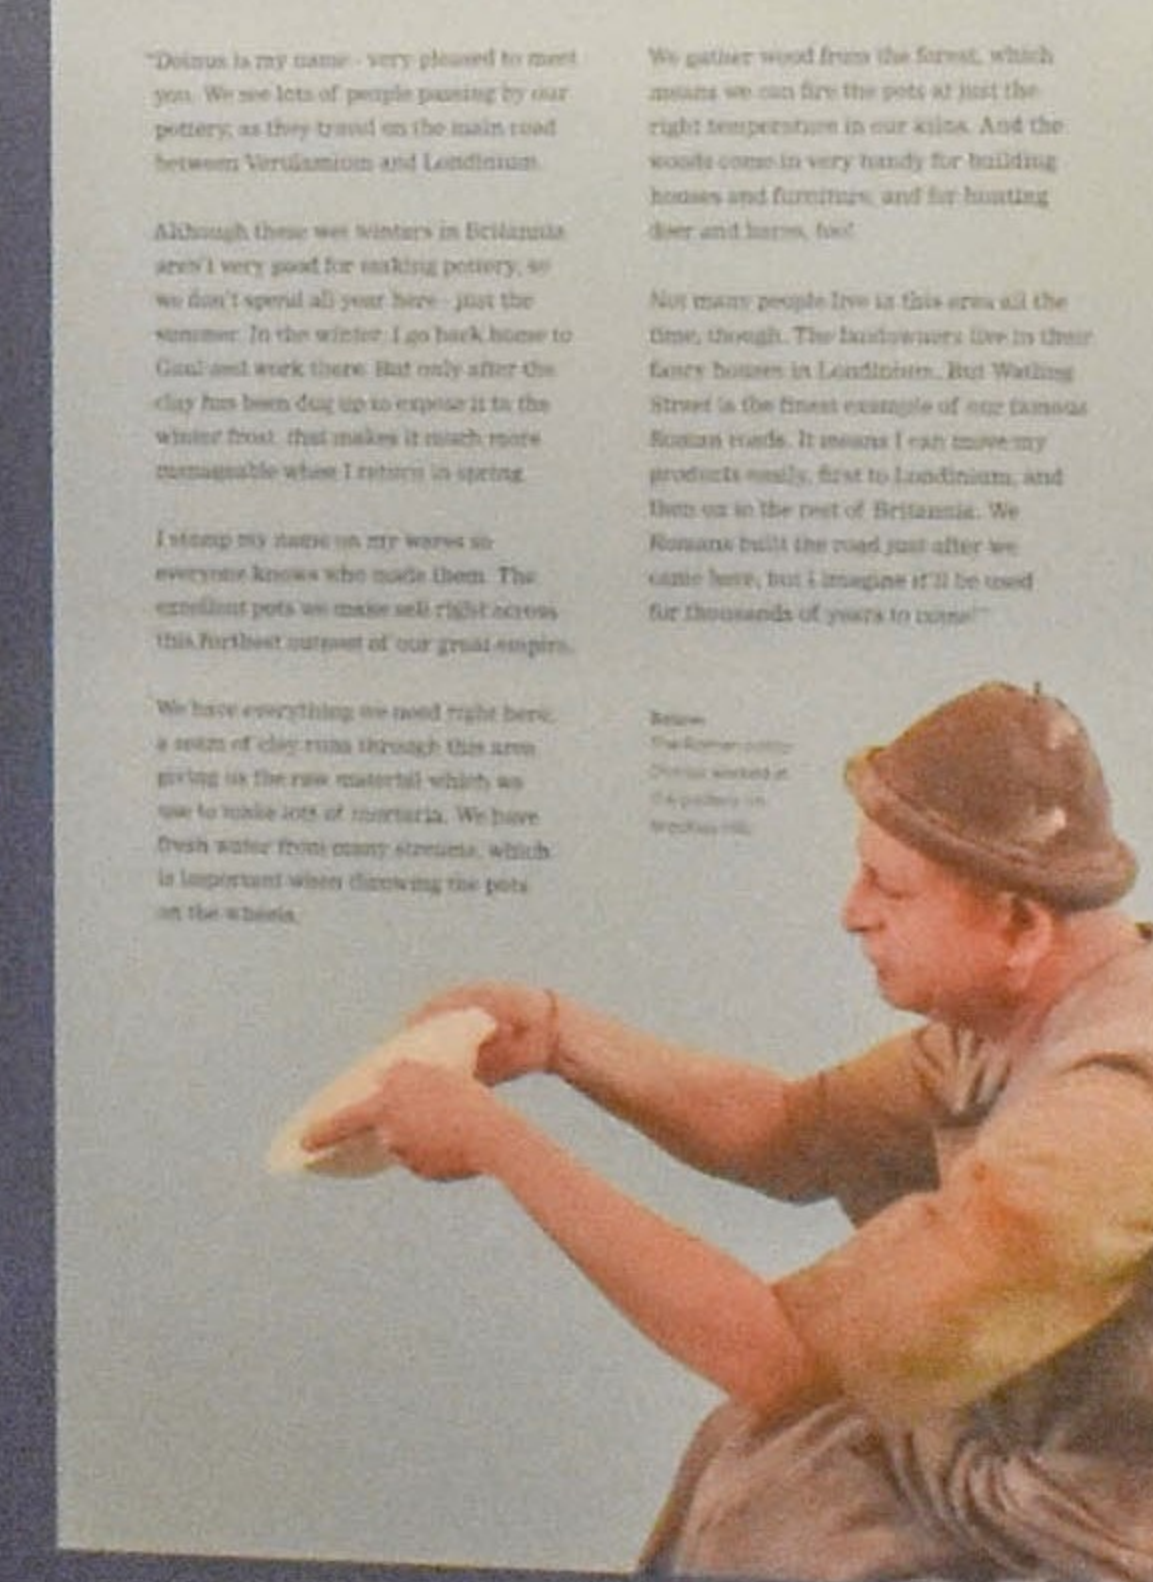 "Doinus is my name - very pleased to meet
you. We see lots of people passing by our
pottery, as they travel on the main road
between Verulamium and Londinium.
Although these wet winters in Britannia
aren't very good for making pottery, so
we don't spend all year here - just the
summer. In the winter, I go back home to
Gaul and work there. But only after the
clay has been dug up to expose it to the
winter frost, that makes it much more
manageable when I return in spring.
I stamp my name on my wares so
everyone knows who made them. The
excellent pots we make sell right across
this furthest outpost of our great empire.
We have everything we need right here,
a seam of clay runs through this area
giving us the raw material which we
use to make lots of mortaria. We have
fresh water from many streams, which
is important when throwing the pots
on the wheels.
We gather wood from the forest, which
means we can fire the pots at just the
right temperature in our kilns. And the
woods come in very handy for building
houses and furniture, and for hunting
deer and hares, too!
Not many people live in this area all the
time, though. The landowners live in their
fancy houses in Londinium. But Watling
Street is the finest example of our famous
Roman roads. It means I can move my
products easily, first to Londinium, and
then on to the rest of Britannia. We
Romans built the road just after we
came here, but I imagine it'll be used
for thousands of years to come!"
Below
The Roman potter
Doinus worked at
the pottery on
Brockley Hill